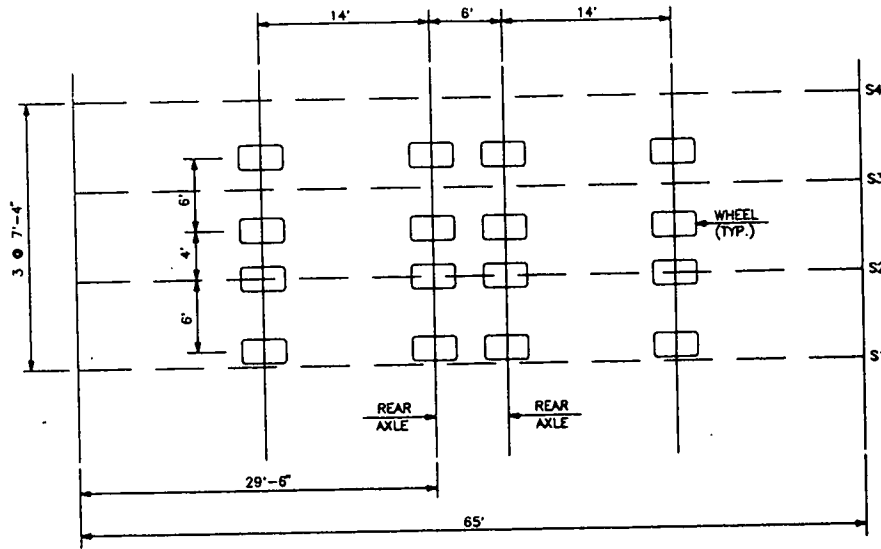 14'
6'
14'
S4
S3
6'
WHEEL
(TYP.)
3 @ 7'-4"
4'
S2
6'
REAR
AXLE
REAR
AXLE
29'-6"
65'